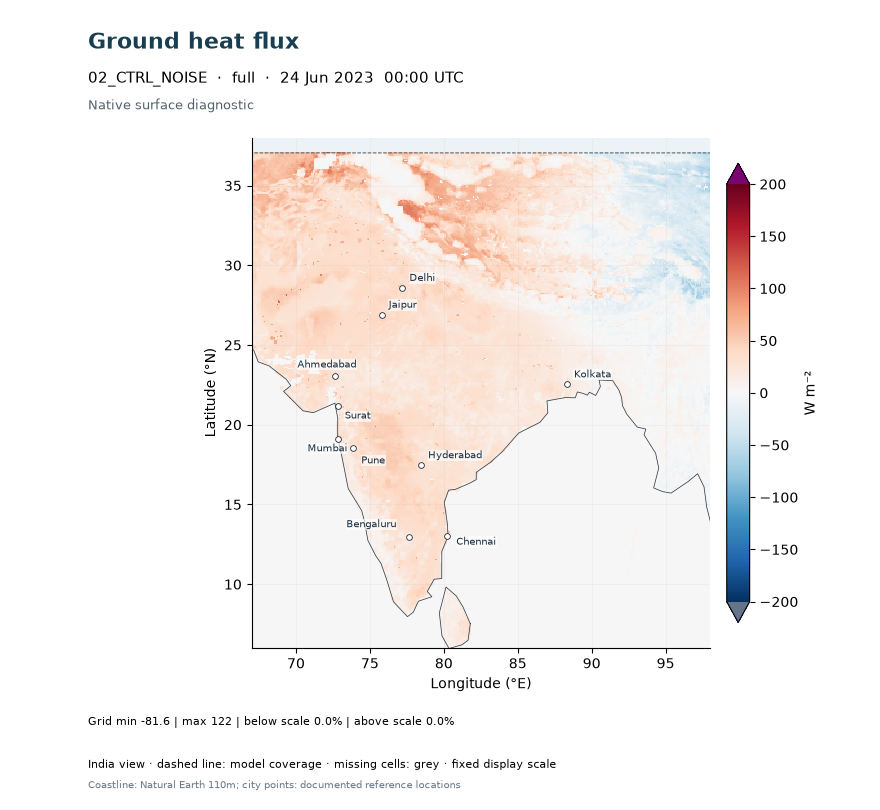 Ground heat flux
02_CTRL_NOISE · full · 24 Jun 2023 00:00 UTC
Native surface diagnostic
35
30
25
20
15
10
Latitude (°N)
Delhi
Jaipur
Ahmedabad
Kolkata
Surat
Mumbai
Pune
Hyderabad
Bengaluru
Chennai
70 75 80 85 90 95
Longitude (°E)
200
150
100
50
0
−50
−100
−150
−200
W m⁻²
Grid min -81.6 | max 122 | below scale 0.0% | above scale 0.0%
India view · dashed line: model coverage · missing cells: grey · fixed display scale
Coastline: Natural Earth 110m; city points: documented reference locations